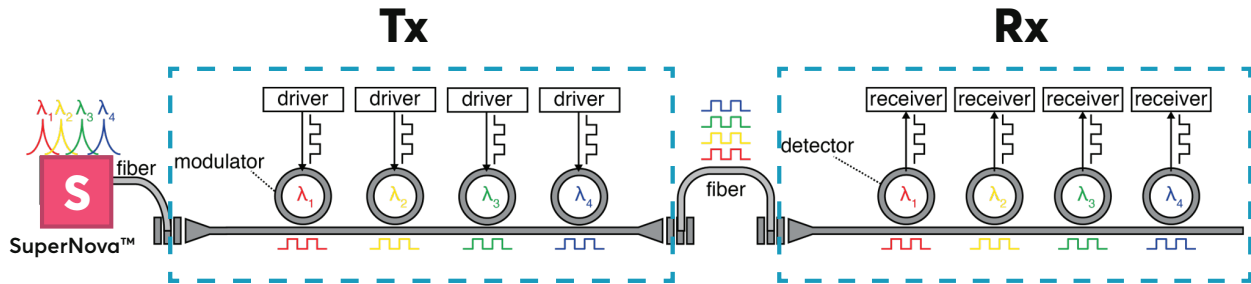 Tx
Rx
λ1 λ2 λ3 λ4
S
SuperNova™
fiber
modulator
driver
driver
driver
driver
λ1
λ2
λ3
λ4
fiber
detector
receiver
receiver
receiver
receiver
λ1
λ2
λ3
λ4